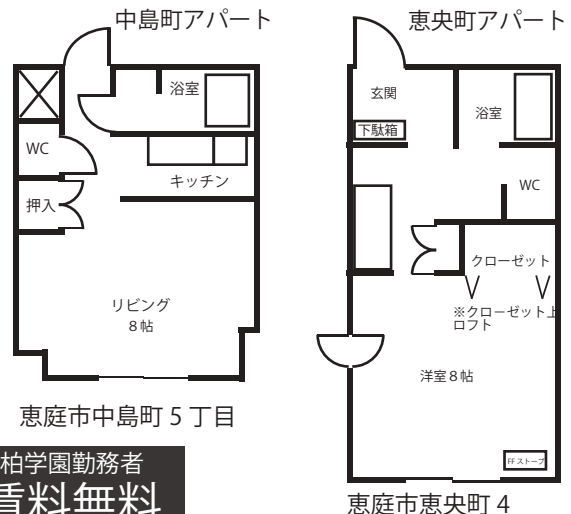 中島町アパート
浴室
WC
キッチン
押入
リビング
8帖
恵庭市中島町5丁目
柏学園勤務者
賃料無料
恵央町アパート
玄関
下駄箱
浴室
WC
クローゼット
※クローゼット上
ロフト
洋室8帖
FFストーブ
恵庭市恵央町4